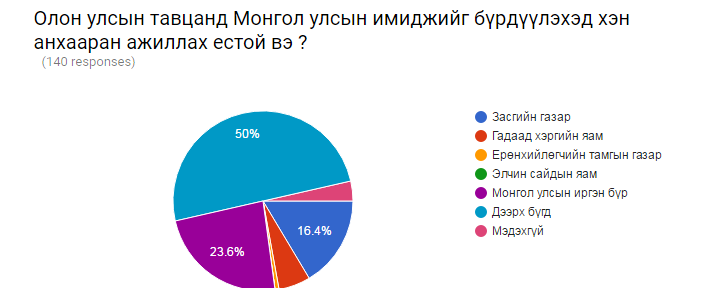 Олон улсын тавцанд Монгол улсын имиджийг бүрдүүлэхэд хэн
анхааран ажиллах ёстой вэ ?
(140 responses)
50%
16.4%
23.6%
Засгийн газар
Гадаад хэргийн яам
Ерөнхийлөгчийн тамгын газар
Элчин сайдын яам
Монгол улсын иргэн бүр
Дээрх бүгд
Мэдэхгүй